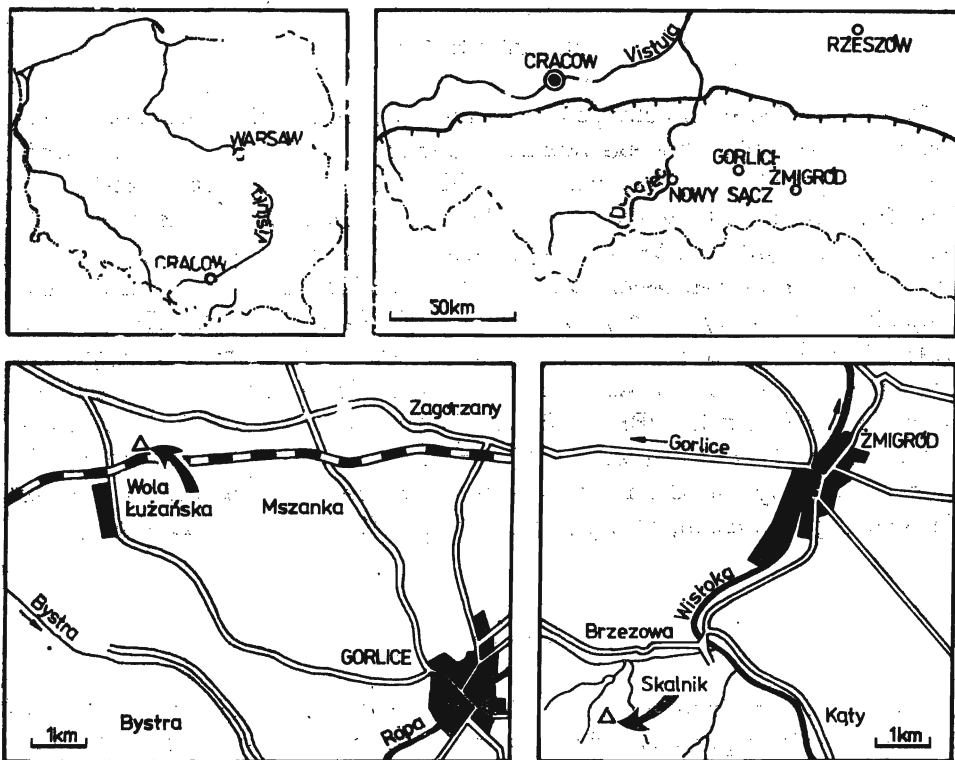 WARSAW
Vistula
CRACOW
CRACOW
Vistula
RZESZÓW
GORLICE
ŻMIGRÓD
Dunajec
NOWY SĄCZ
50km
Zagórzany
Wola
Łużańska
Mszanka
Bystra
GORLICE
Bystra
Ropa
1km
Gorlice
ŻMIGRÓD
Wisłoka
Brzezowa
Skalnik
Kąty
1km